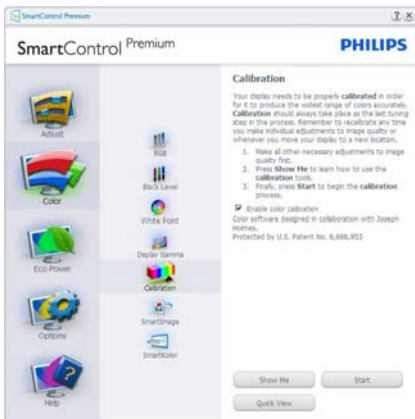 SmartControl Premium
SmartControl Premium
PHILIPS
Adjust
Color
Eco Power
Options
Help
RGB
Black Level
White Point
Display Gamma
Calibration
SmartImage
SmartKolor
Calibration
Your display needs to be properly calibrated in order
for it to produce the widest range of colors accurately.
Calibration should always take place as the last tuning
step in the process. Remember to recalibrate any time
you make individual adjustments to image quality or
whenever you move your display to a new location.
1. Make all other necessary adjustments to image
quality first.
2. Press Show Me to learn how to use the
calibration tools.
3. Finally, press Start to begin the calibration
process.
Enable color calibration
Color software designed in collaboration with Joseph
Holmes.
Protected by U.S. Patent No. 6,686,953
Show Me
Start
Quick View